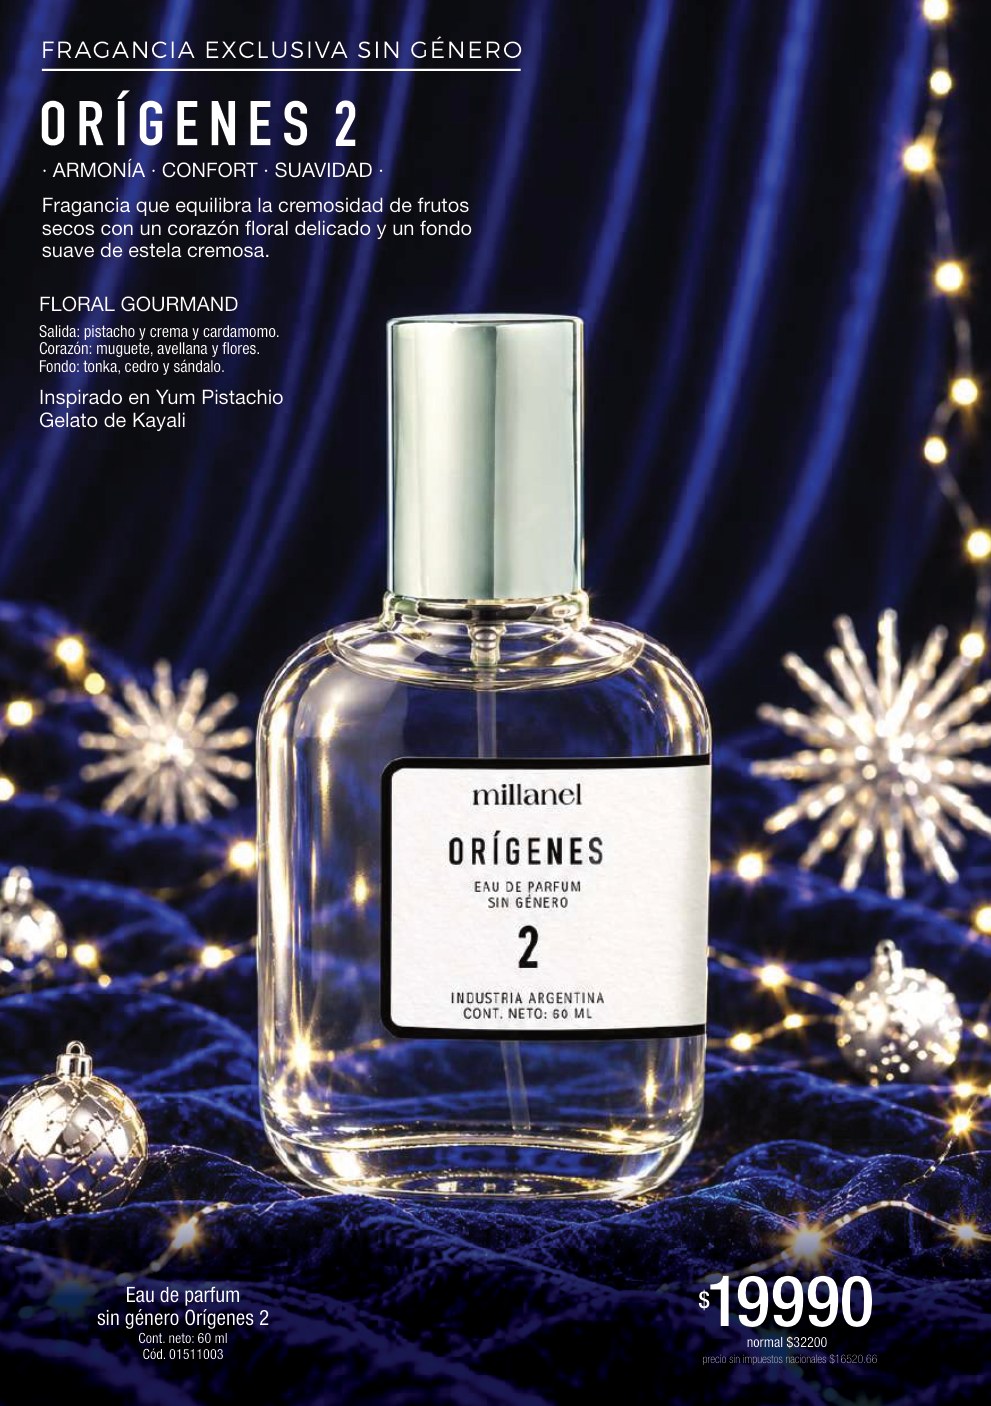 FRAGANCIA EXCLUSIVA SIN GÉNERO
ORÍGENES 2
· ARMONÍA · CONFORT · SUAVIDAD ·
Fragancia que equilibra la cremosidad de frutos
secos con un corazón floral delicado y un fondo
suave de estela cremosa.
FLORAL GOURMAND
Salida: pistacho y crema y cardamomo.
Corazón: muguete, avellana y flores.
Fondo: tonka, cedro y sándalo.
Inspirado en Yum Pistachio
Gelato de Kayali
millanel
ORÍGENES
EAU DE PARFUM
SIN GÉNERO
2
INDUSTRIA ARGENTINA
CONT. NETO: 60 ML
Eau de parfum
sin género Orígenes 2
Cont. neto: 60 ml
Cód. 01511003
$19990
normal $32200
precio sin impuestos nacionales $16520.66